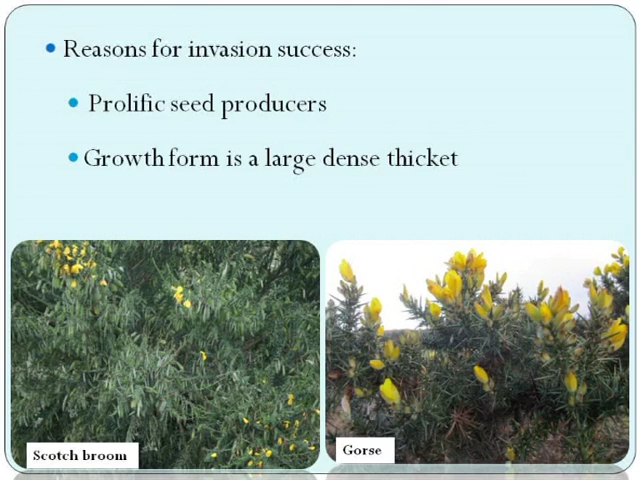 Reasons for invasion success:
Prolific seed producers
Growth form is a large dense thicket
Scotch broom
Gorse